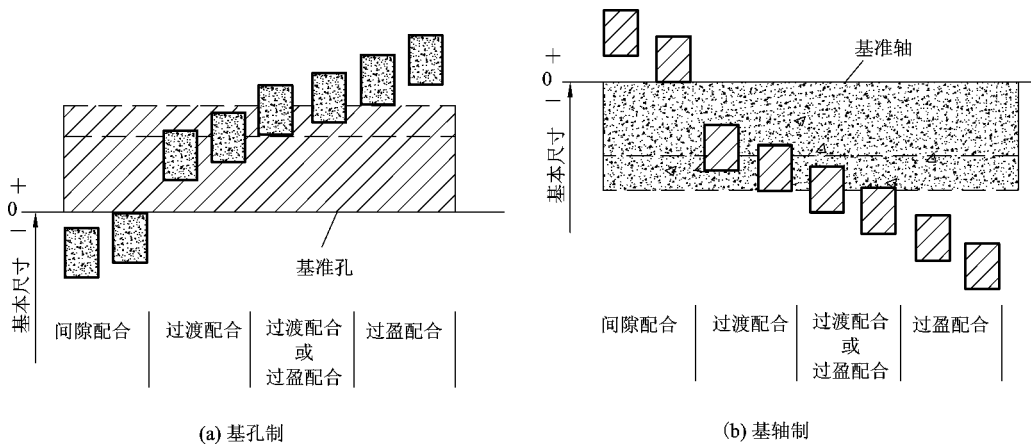 +
0
—
基本尺寸
基准孔
间隙配合
过渡配合
过渡配合
或
过盈配合
过盈配合
(a) 基孔制
+
0
—
基本尺寸
基准轴
间隙配合
过渡配合
过渡配合
或
过盈配合
过盈配合
(b) 基轴制